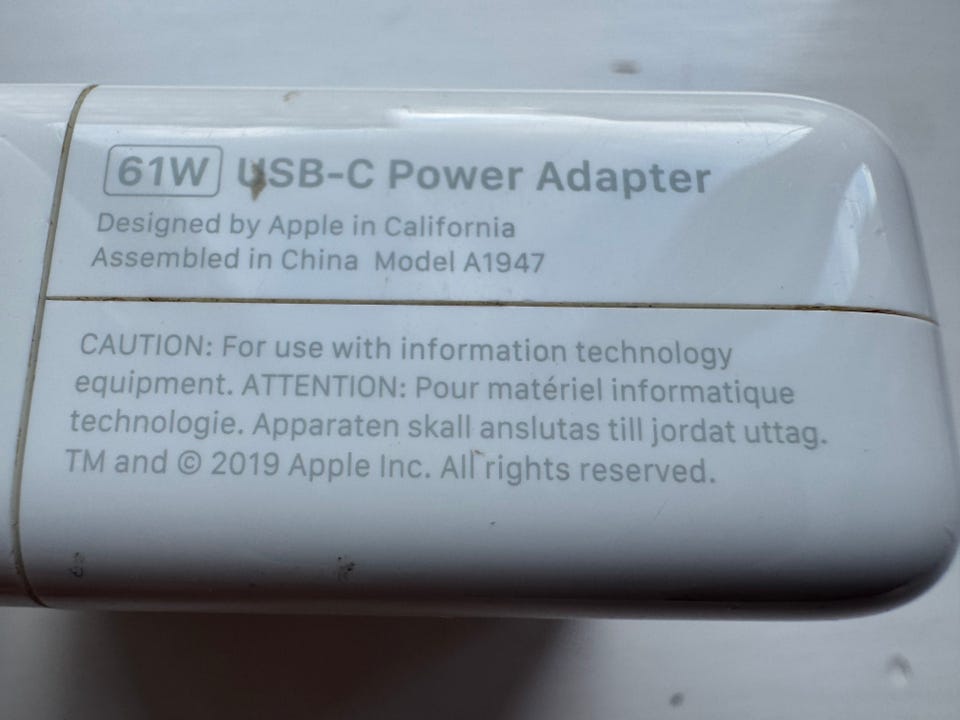 61W USB-C Power Adapter
Designed by Apple in California
Assembled in China Model A1947
CAUTION: For use with information technology
equipment. ATTENTION: Pour matériel informatique
technologie. Apparaten skall anslutas till jordat uttag.
TM and © 2019 Apple Inc. All rights reserved.